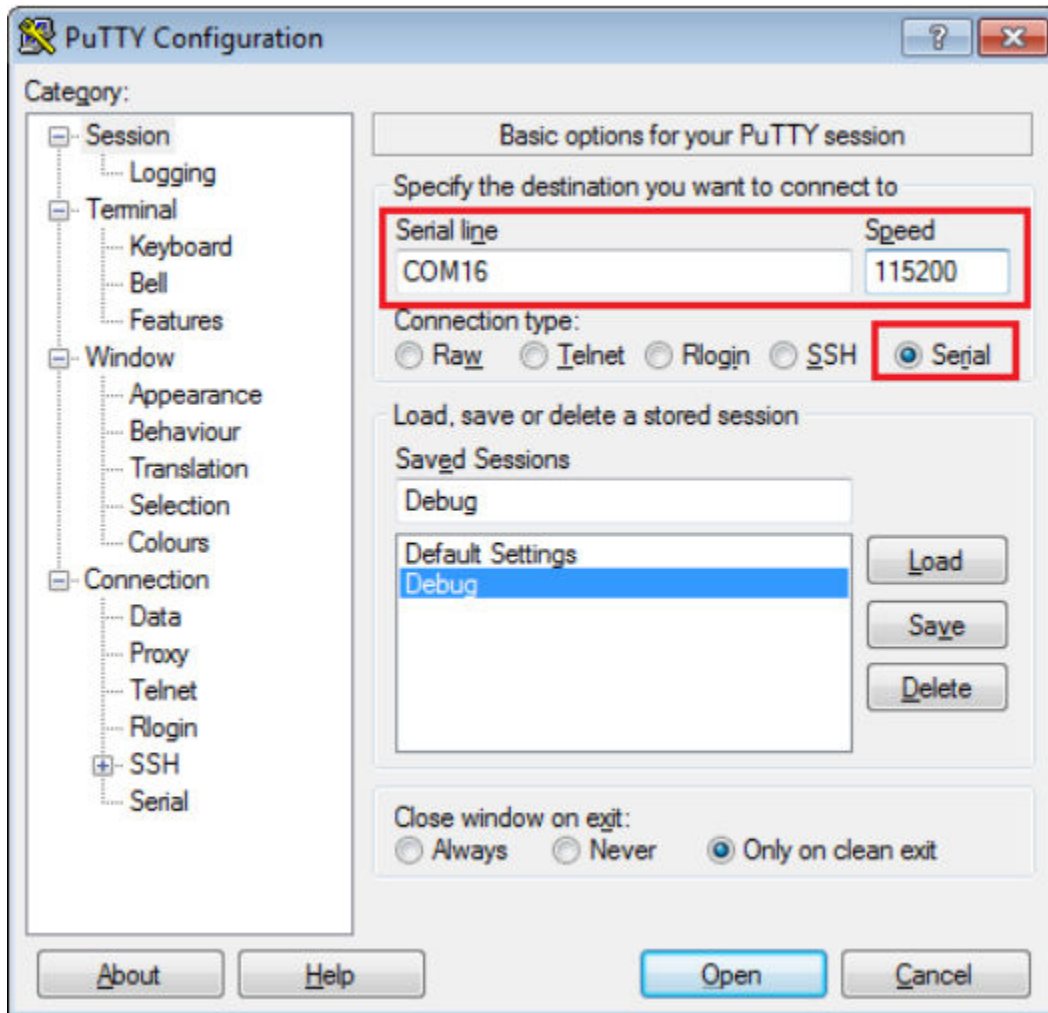 PuTTY Configuration
Category:
Session
Logging
Terminal
Keyboard
Bell
Features
Window
Appearance
Behaviour
Translation
Selection
Colours
Connection
Data
Proxy
Telnet
Rlogin
SSH
Serial
Basic options for your PuTTY session
Specify the destination you want to connect to
Serial line Speed
COM16 115200
Connection type:
Raw Telnet Rlogin SSH Serial
Load, save or delete a stored session
Saved Sessions
Debug
Default Settings
Debug
Load
Save
Delete
Close window on exit:
Always Never Only on clean exit
About Help Open Cancel